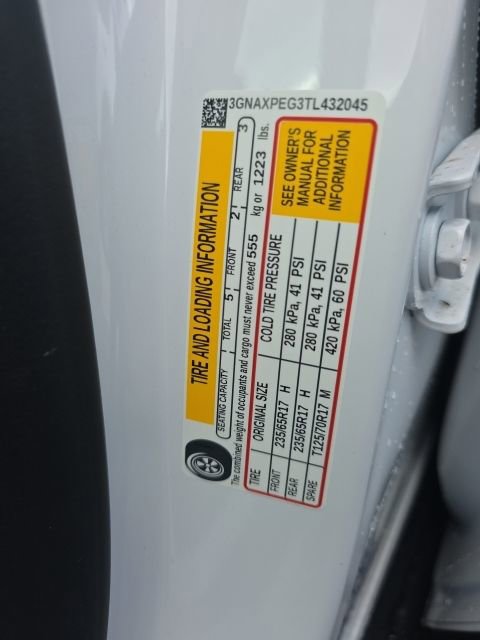 3GNAXPEG3TL432045
TIRE AND LOADING INFORMATION
SEATING CAPACITY TOTAL 5 FRONT 2 REAR 3
The combined weight of occupants and cargo must never exceed 555 kg or 1223 lbs.
TIRE ORIGINAL SIZE COLD TIRE PRESSURE
FRONT 235/65R17 H 280 kPa, 41 PSI
REAR 235/65R17 H 280 kPa, 41 PSI
SPARE T125/70R17 M 420 kPa, 60 PSI
SEE OWNER'S
MANUAL FOR
ADDITIONAL
INFORMATION